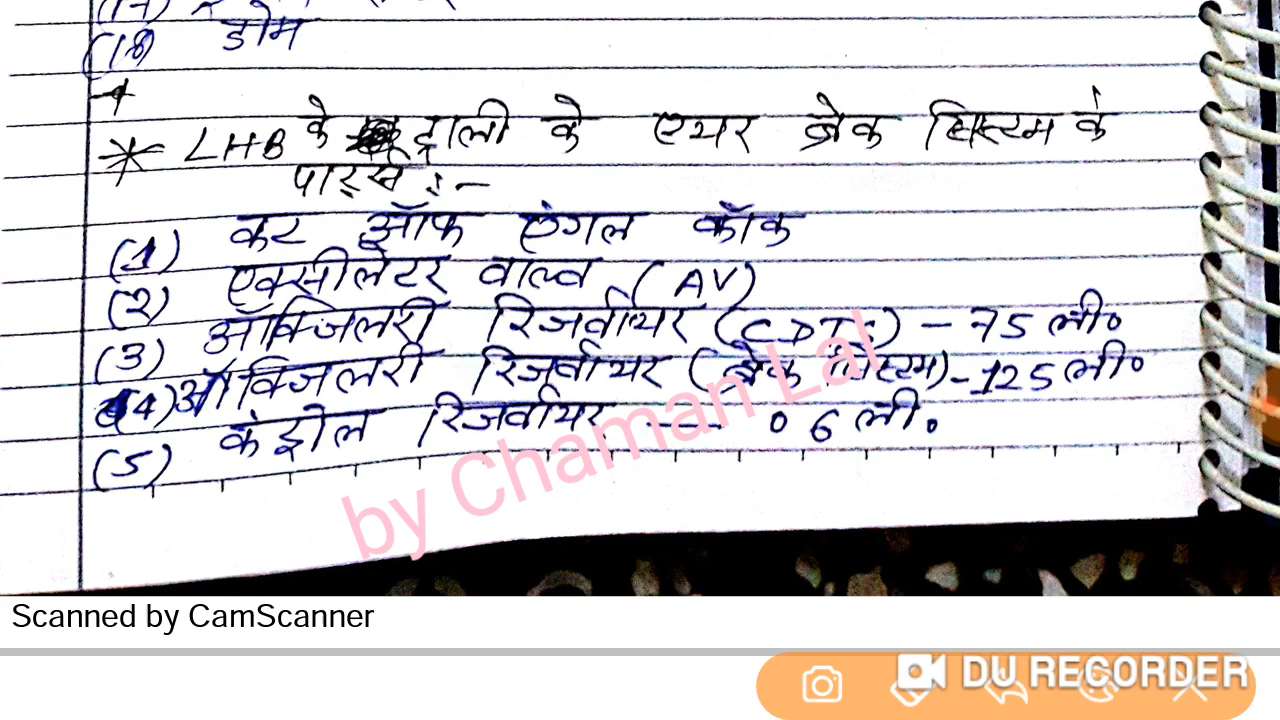 (18) डोम
* LHB के ट्राली के एयर ब्रेक सिस्टम के
पार्ट्स :-
(1) कट ऑफ एंगल कॉक
(2) एक्सीलेटर वाल्व (AV)
(3) ऑक्जिलरी रिजर्वायर (CDTS) - 75 ली०
(4) ऑक्जिलरी रिजर्वायर (ब्रेक सिस्टम) - 125 ली०
(5) कंट्रोल रिजर्वायर --- 06 ली.
by Chaman Lal
Scanned by CamScanner
DU RECORDER